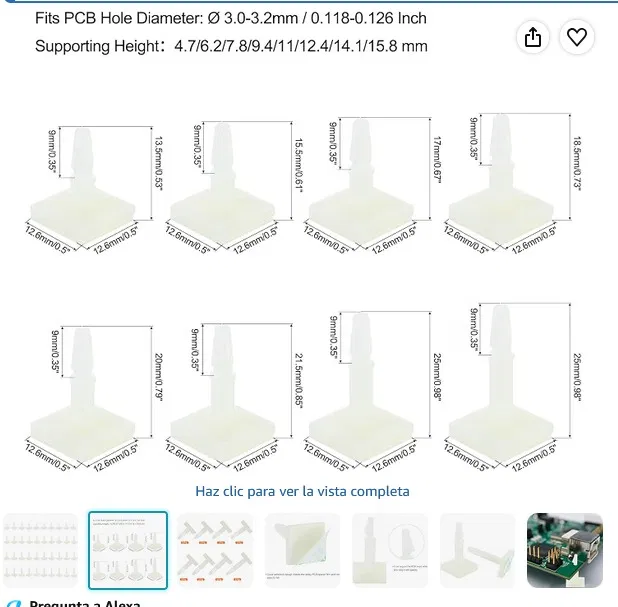 Fits PCB Hole Diameter: Ø 3.0-3.2mm / 0.118-0.126 Inch
Supporting Height: 4.7/6.2/7.8/9.4/11/12.4/14.1/15.8 mm
9mm/0.35" 13.5mm/0.53" 9mm/0.35" 15.5mm/0.61" 9mm/0.35" 17mm/0.67" 9mm/0.35" 18.5mm/0.73"
12.6mm/0.5" 12.6mm/0.5" 12.6mm/0.5" 12.6mm/0.5" 12.6mm/0.5" 12.6mm/0.5" 12.6mm/0.5" 12.6mm/0.5"
9mm/0.35" 20mm/0.79" 9mm/0.35" 21.5mm/0.85" 9mm/0.35" 25mm/0.98" 9mm/0.35" 25mm/0.98"
12.6mm/0.5" 12.6mm/0.5" 12.6mm/0.5" 12.6mm/0.5" 12.6mm/0.5" 12.6mm/0.5" 12.6mm/0.5" 12.6mm/0.5"
Haz clic para ver la vista completa
Pregunta a Alexa